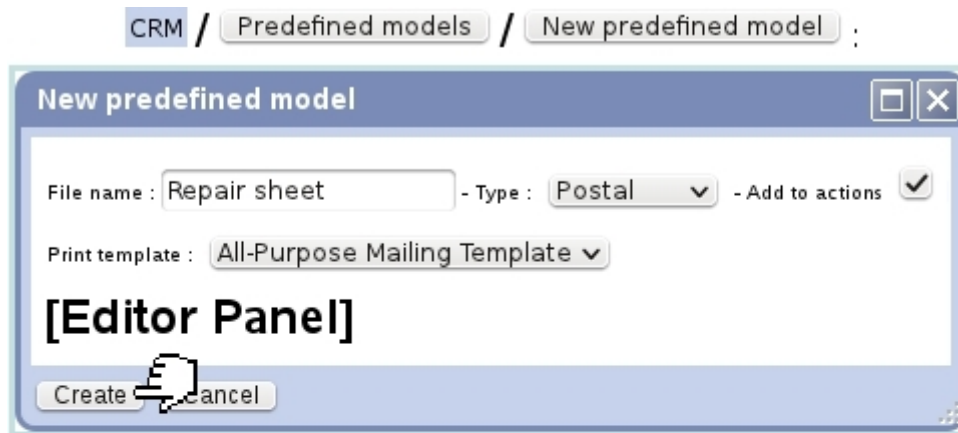 CRM / Predefined models / New predefined model :
New predefined model
File name : Repair sheet - Type : Postal - Add to actions
Print template : All-Purpose Mailing Template
[Editor Panel]
Create Cancel